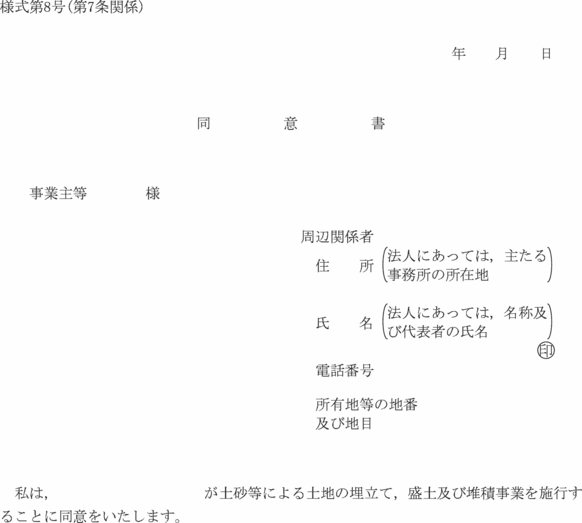 様式第8号(第7条関係)
年　　月　　日
同　　　　　意　　　　　書
事業主等　　　　様
周辺関係者
住　　所 (法人にあっては，主たる
事務所の所在地)
氏　　名 (法人にあっては，名称及
び代表者の氏名)
印
電話番号
所有地等の地番
及び地目
私は，　　　　　　　　　　　が土砂等による土地の埋立て，盛土及び堆積事業を施行す
ることに同意をいたします。